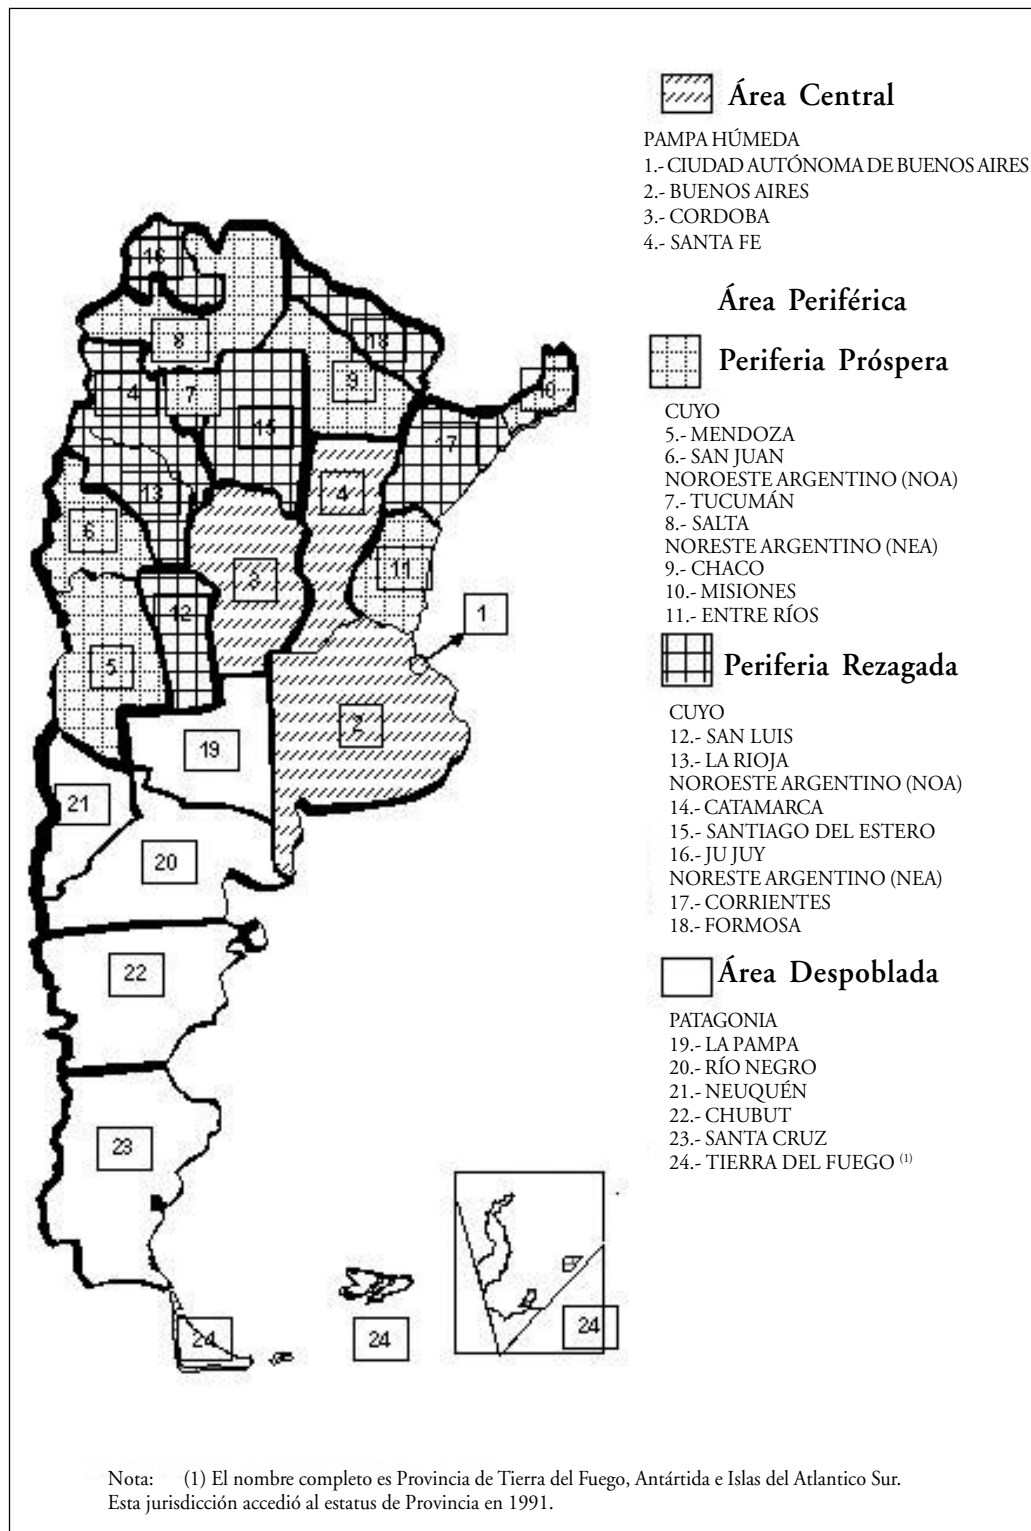 Área Central
PAMPA HÚMEDA
1.- CIUDAD AUTÓNOMA DE BUENOS AIRES
2.- BUENOS AIRES
3.- CORDOBA
4.- SANTA FE
Área Periférica
Periferia Próspera
CUYO
5.- MENDOZA
6.- SAN JUAN
NOROESTE ARGENTINO (NOA)
7.- TUCUMÁN
8.- SALTA
NORESTE ARGENTINO (NEA)
9.- CHACO
10.- MISIONES
11.- ENTRE RÍOS
Periferia Rezagada
CUYO
12.- SAN LUIS
13.- LA RIOJA
NOROESTE ARGENTINO (NOA)
14.- CATAMARCA
15.- SANTIAGO DEL ESTERO
16.- JU JUY
NORESTE ARGENTINO (NEA)
17.- CORRIENTES
18.- FORMOSA
Área Despoblada
PATAGONIA
19.- LA PAMPA
20.- RÍO NEGRO
21.- NEUQUÉN
22.- CHUBUT
23.- SANTA CRUZ
24.- TIERRA DEL FUEGO (1)
16
8
18
9
10
14
7
15
17
4
13
6
3
11
12
1
5
2
19
21
20
22
23
24
24
24
Nota: (1) El nombre completo es Provincia de Tierra del Fuego, Antártida e Islas del Atlantico Sur.
Esta jurisdicción accedió al estatus de Provincia en 1991.